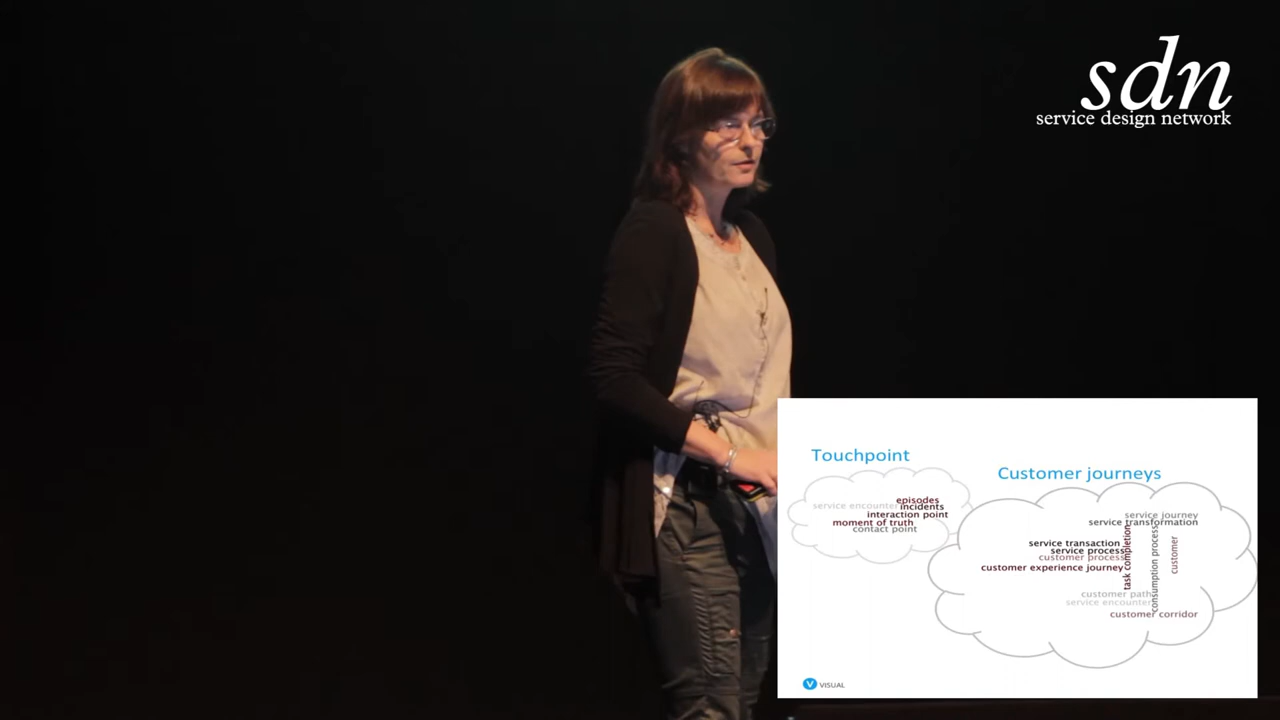 sdn
service design network
Touchpoint
Customer journeys
service encounter
episodes
incidents
interaction point
moment of truth
contact point
service journey
service transformation
service transaction
service process
customer process
customer experience journey
task completion
consumption process
customer
customer path
service encounter
customer corridor
V VISUAL